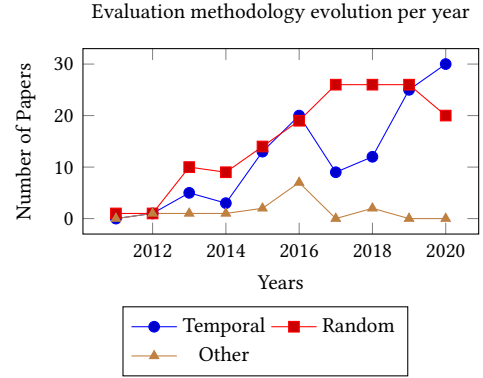 Evaluation methodology evolution per year
Number of Papers
30
20
10
0
2012 2014 2016 2018 2020
Years
Temporal Random
Other